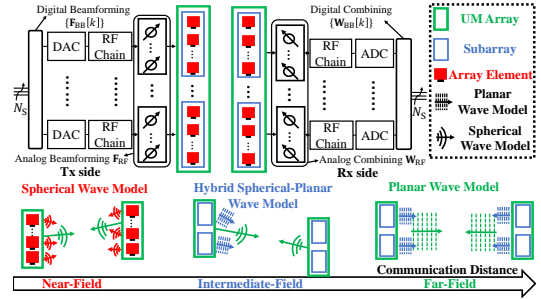 Digital Beamforming
{F_BB[k]}
DAC
RF
Chain
N_S
DAC
RF
Chain
Analog Beamforming F_RF
Tx side
Digital Combining
{W_BB[k]}
RF
Chain
ADC
N_S
RF
Chain
ADC
Analog Combining W_RF
Rx side
UM Array
Subarray
Array Element
Planar
Wave Model
Spherical
Wave Model
Spherical Wave Model
Hybrid Spherical-Planar
Wave Model
Planar Wave Model
Communication Distance
Near-Field
Intermediate-Field
Far-Field